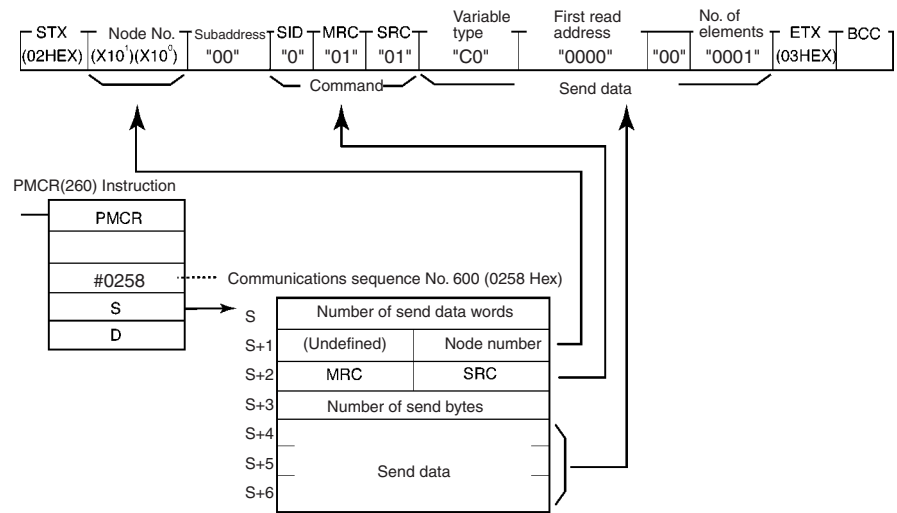 STX Node No. Subaddress SID MRC SRC Variable type First read address No. of elements ETX BCC
(02HEX) (X10¹)(X10⁰) "00" "0" "01" "01" "C0" "0000" "00" "0001" (03HEX)
Command Send data
PMCR(260) Instruction
PMCR
#0258 Communications sequence No. 600 (0258 Hex)
S
D
S Number of send data words
S+1 (Undefined) Node number
S+2 MRC SRC
S+3 Number of send bytes
S+4
S+5 Send data
S+6